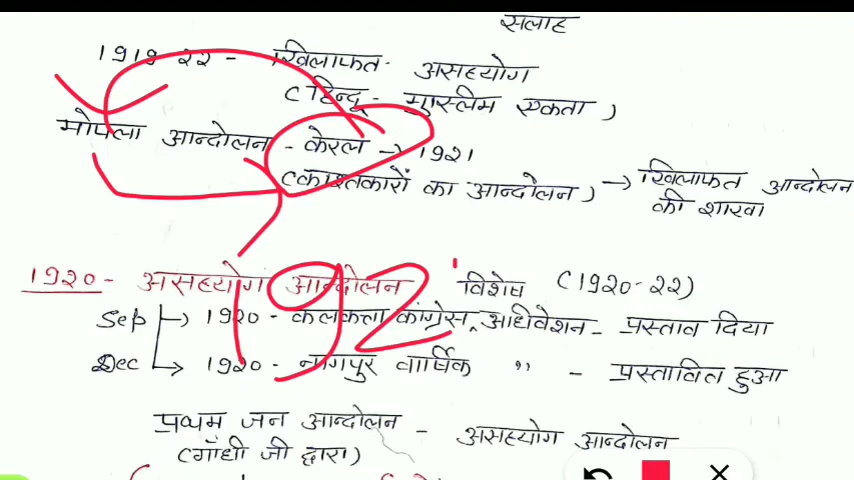 सलाह
1919-22 - खिलाफत असहयोग
(हिन्दू - मुस्लिम एकता)
मोपला आन्दोलन - केरल → 1921
(काश्तकारों का आन्दोलन) → खिलाफत आन्दोलन
की शाखा
1920 - असहयोग आन्दोलन विशेष (1920-22)
192
Sep → 1920 - कलकत्ता कांग्रेस, अधिवेशन - प्रस्ताव दिया
Dec → 1920 - नागपुर वार्षिक " - प्रस्तावित हुआ
प्रथम जन आन्दोलन - असहयोग आन्दोलन
(गाँधी जी द्वारा)